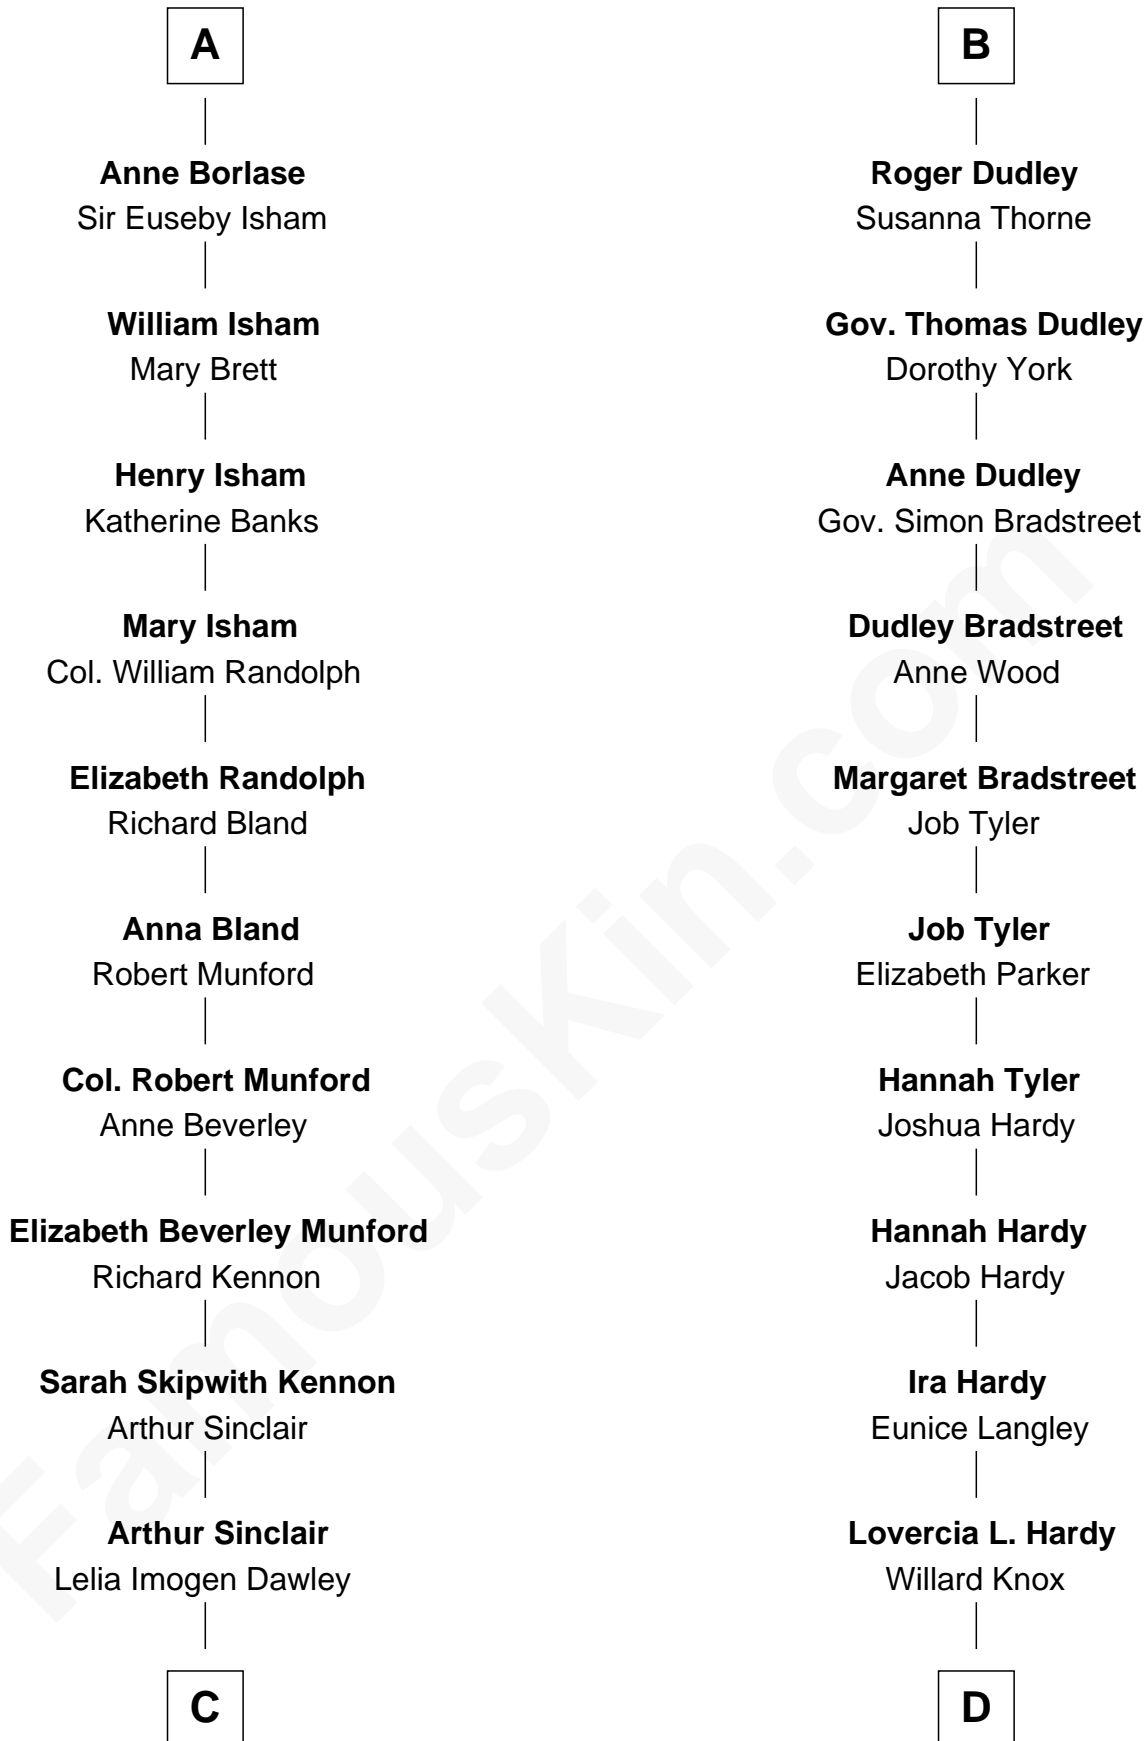 A
Anne Borlase
Sir Euseby Isham
William Isham
Mary Brett
Henry Isham
Katherine Banks
Mary Isham
Col. William Randolph
Elizabeth Randolph
Richard Bland
Anna Bland
Robert Munford
Col. Robert Munford
Anne Beverley
Elizabeth Beverley Munford
Richard Kennon
Sarah Skipwith Kennon
Arthur Sinclair
Arthur Sinclair
Lelia Imogen Dawley
C
B
Roger Dudley
Susanna Thorne
Gov. Thomas Dudley
Dorothy York
Anne Dudley
Gov. Simon Bradstreet
Dudley Bradstreet
Anne Wood
Margaret Bradstreet
Job Tyler
Job Tyler
Elizabeth Parker
Hannah Tyler
Joshua Hardy
Hannah Hardy
Jacob Hardy
Ira Hardy
Eunice Langley
Lovercia L. Hardy
Willard Knox
D
FamousKin.com